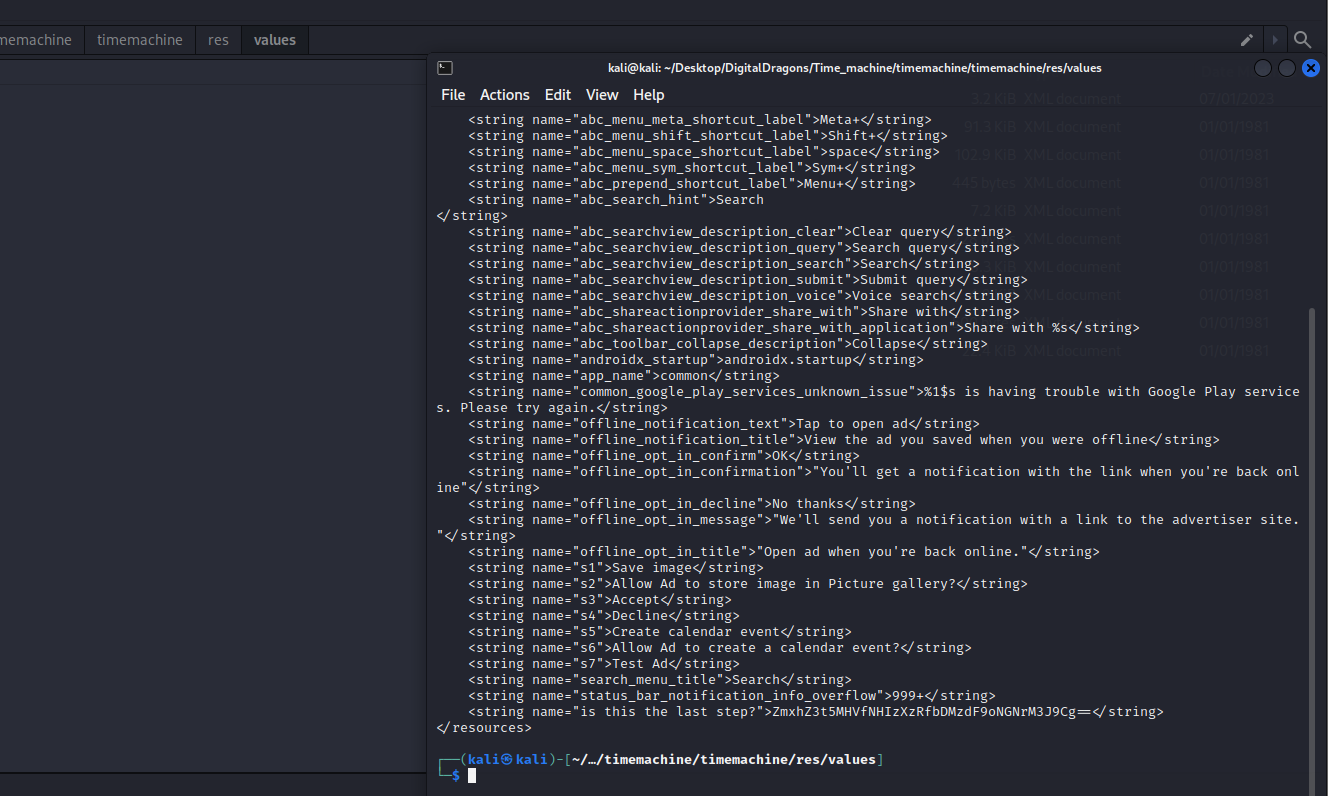 memachine timemachine res values
kali@kali: ~/Desktop/DigitalDragons/Time_machine/timemachine/timemachine/res/values
File Actions Edit View Help
<string name="abc_menu_meta_shortcut_label">Meta+</string>
<string name="abc_menu_shift_shortcut_label">Shift+</string>
<string name="abc_menu_space_shortcut_label">space</string>
<string name="abc_menu_sym_shortcut_label">Sym+</string>
<string name="abc_prepend_shortcut_label">Menu+</string>
<string name="abc_search_hint">Search
</string>
<string name="abc_searchview_description_clear">Clear query</string>
<string name="abc_searchview_description_query">Search query</string>
<string name="abc_searchview_description_search">Search</string>
<string name="abc_searchview_description_submit">Submit query</string>
<string name="abc_searchview_description_voice">Voice search</string>
<string name="abc_shareactionprovider_share_with">Share with</string>
<string name="abc_shareactionprovider_share_with_application">Share with %s</string>
<string name="abc_toolbar_collapse_description">Collapse</string>
<string name="androidx_startup">androidx.startup</string>
<string name="app_name">common</string>
<string name="common_google_play_services_unknown_issue">%1$s is having trouble with Google Play service
s. Please try again.</string>
<string name="offline_notification_text">Tap to open ad</string>
<string name="offline_notification_title">View the ad you saved when you were offline</string>
<string name="offline_opt_in_confirm">OK</string>
<string name="offline_opt_in_confirmation">"You'll get a notification with the link when you're back onl
ine"</string>
<string name="offline_opt_in_decline">No thanks</string>
<string name="offline_opt_in_message">"We'll send you a notification with a link to the advertiser site.
"</string>
<string name="offline_opt_in_title">"Open ad when you're back online."</string>
<string name="s1">Save image</string>
<string name="s2">Allow Ad to store image in Picture gallery?</string>
<string name="s3">Accept</string>
<string name="s4">Decline</string>
<string name="s5">Create calendar event</string>
<string name="s6">Allow Ad to create a calendar event?</string>
<string name="s7">Test Ad</string>
<string name="search_menu_title">Search</string>
<string name="status_bar_notification_info_overflow">999+</string>
<string name="is this the last step?">ZmxhZ3t5MHVfNHIzXzRfbDMzdF9oNGNrM3J9Cg==</string>
</resources>
(kali㉿kali)-[~/…/timemachine/timemachine/res/values]
$